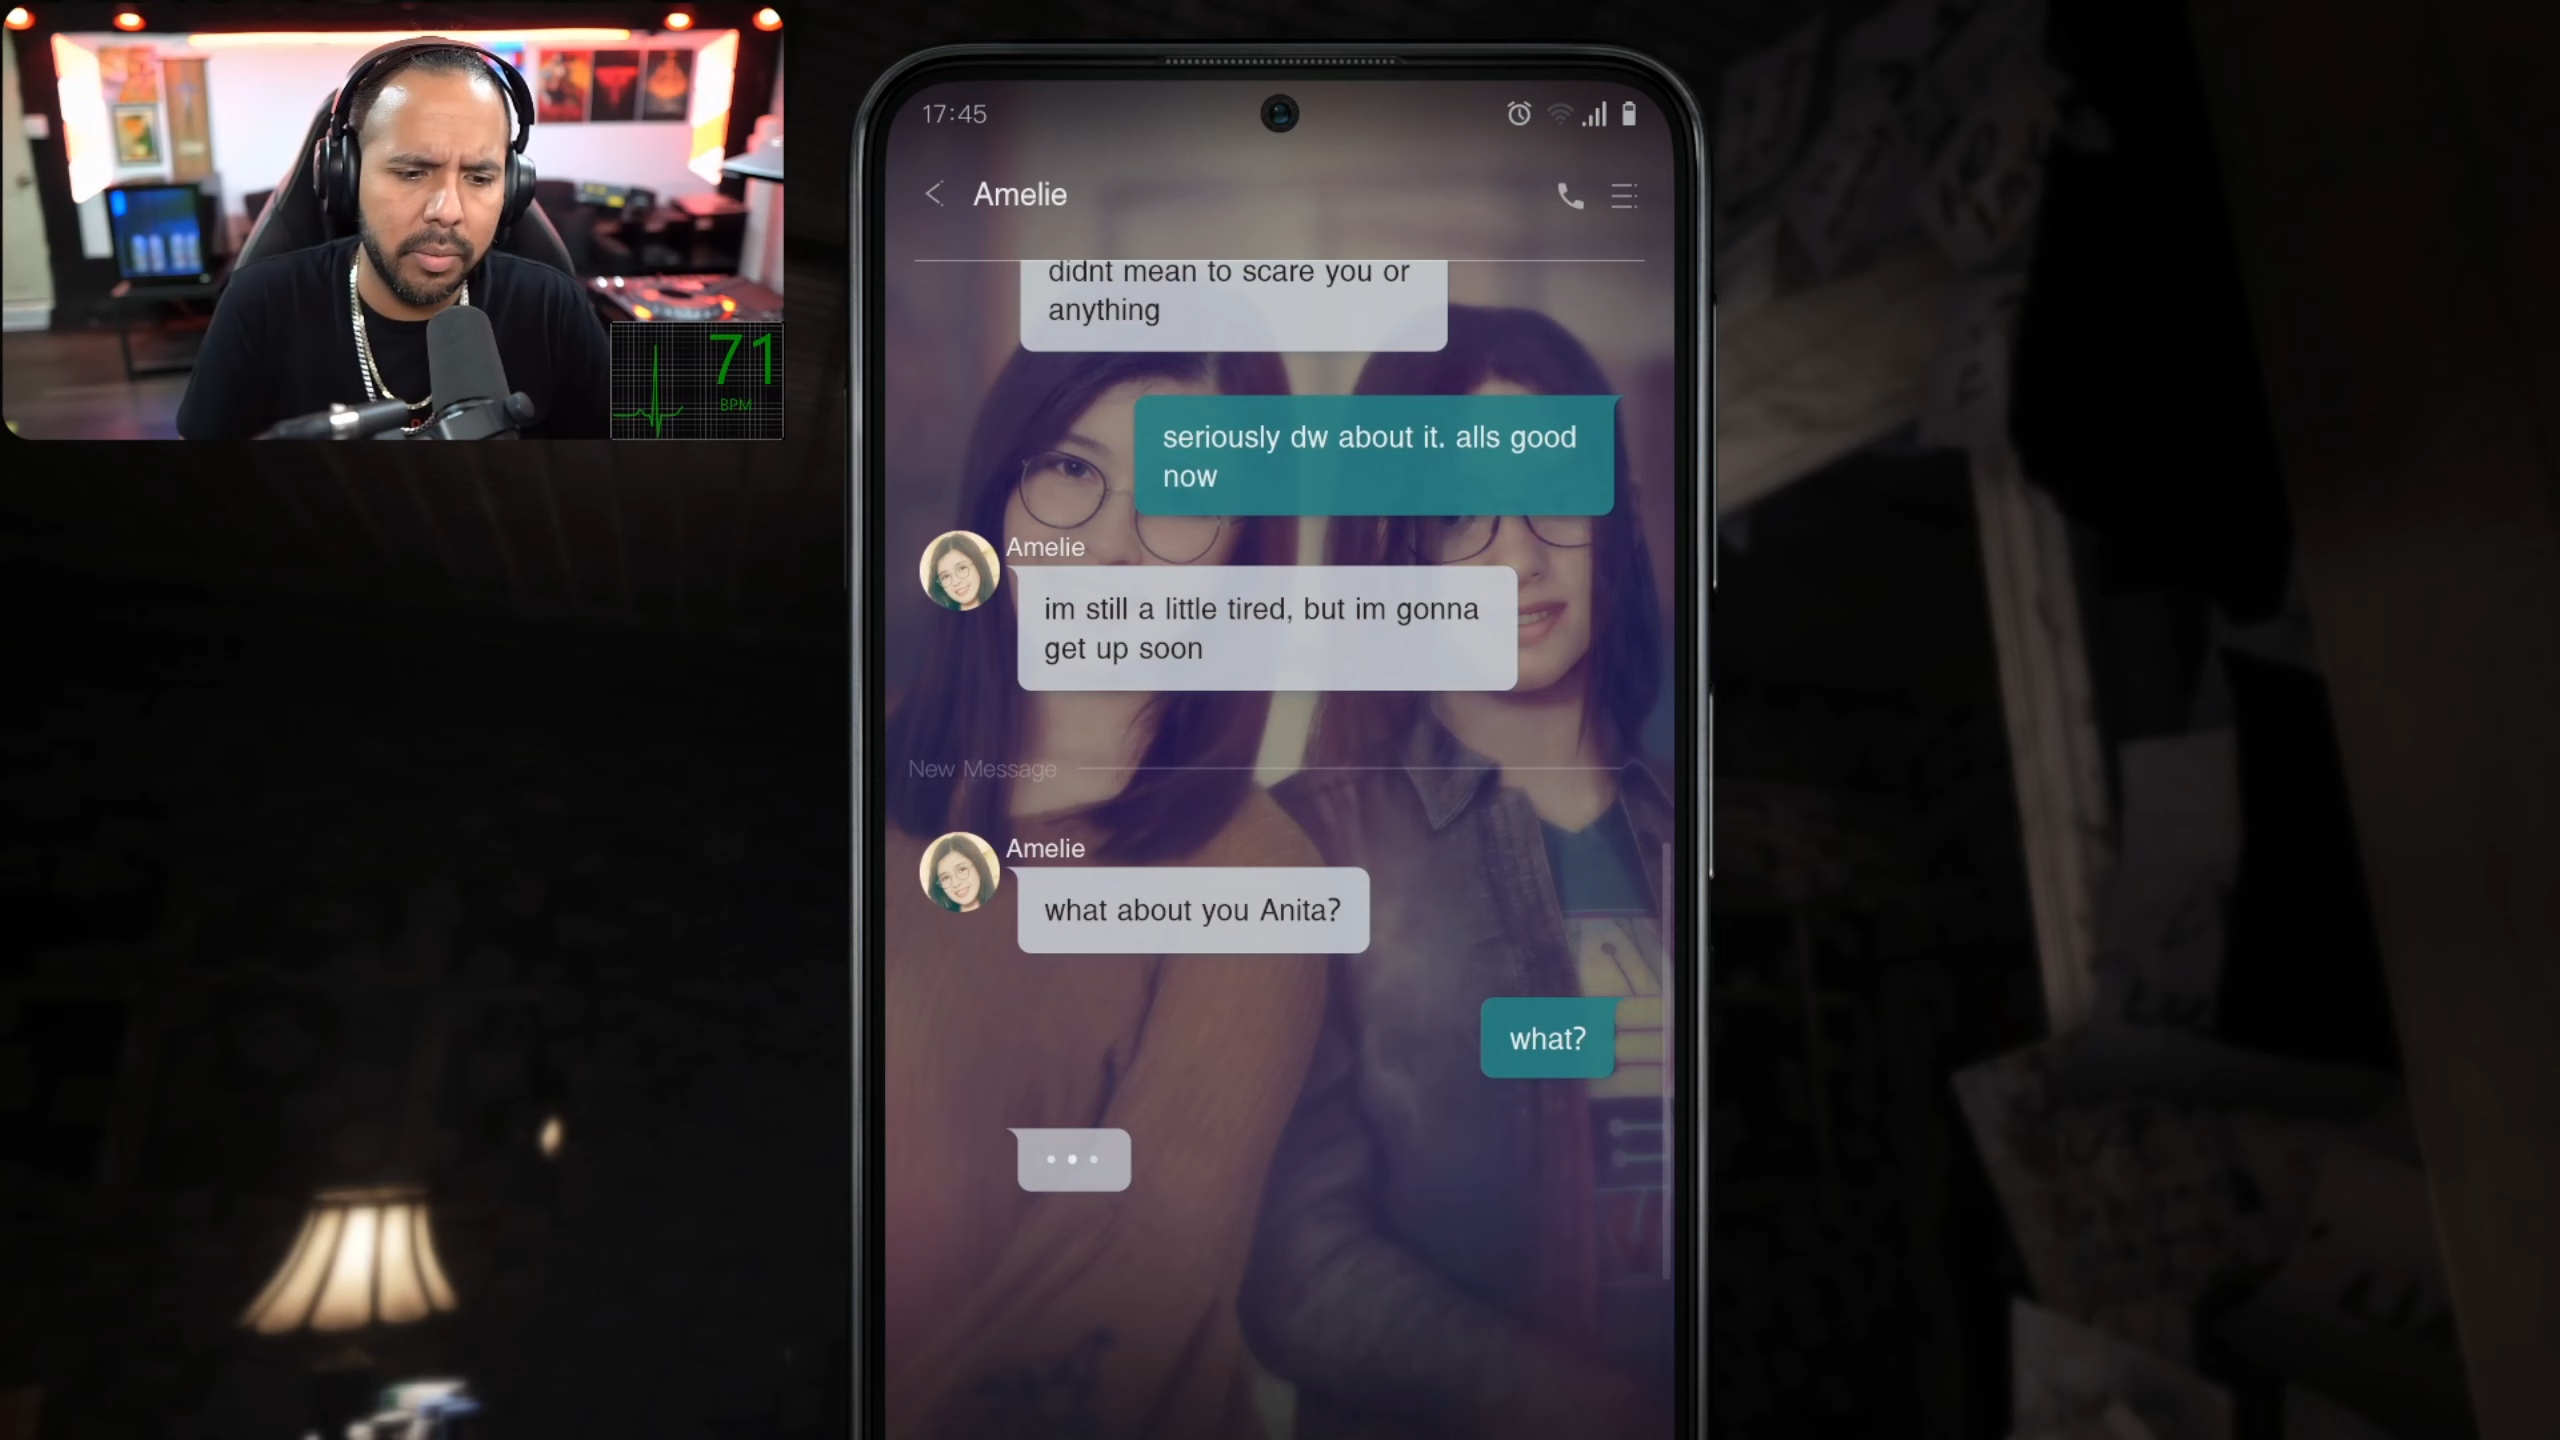 71
BPM
17:45
Amelie
didnt mean to scare you or
anything
seriously dw about it. alls good
now
Amelie
im still a little tired, but im gonna
get up soon
New Message
Amelie
what about you Anita?
what?